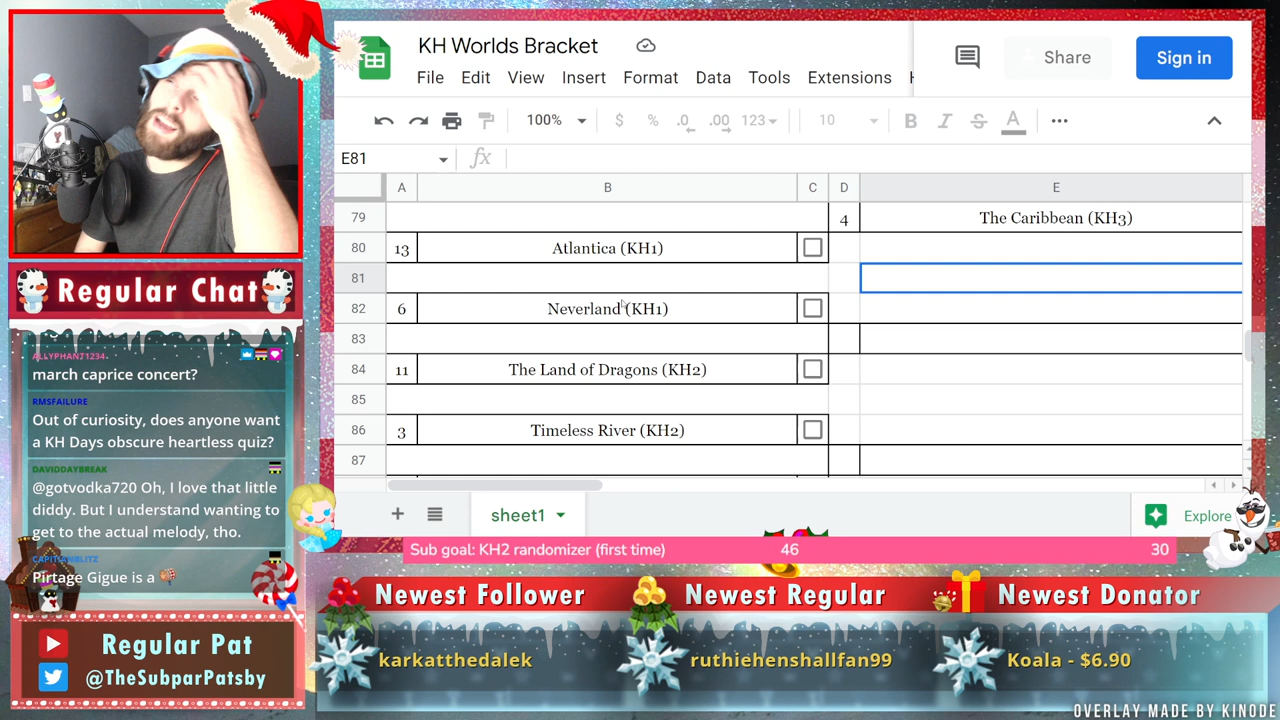 KH Worlds Bracket
File Edit View Insert Format Data Tools Extensions
Share
Sign in
100% $ % .0 .00 123 10 B I S A
E81 fx
A B C D E
79 4 The Caribbean (KH3)
80 13 Atlantica (KH1)
81
82 6 Neverland (KH1)
83
84 11 The Land of Dragons (KH2)
85
86 3 Timeless River (KH2)
87
sheet1
Explore
Regular Chat
ALLYPHANT1234
march caprice concert?
RMSFAILURE
Out of curiosity, does anyone want
a KH Days obscure heartless quiz?
DAVIDDAYBREAK
@gotvodka720 Oh, I love that little
diddy. But I understand wanting to
get to the actual melody, tho.
CAPITANBLITZ
Pirtage Gigue is a
Regular Pat
@TheSubparPatsby
Sub goal: KH2 randomizer (first time) 46 30
Newest Follower Newest Regular Newest Donator
karkatthedalek ruthiehenshallfan99 Koala - $6.90
OVERLAY MADE BY KINODE